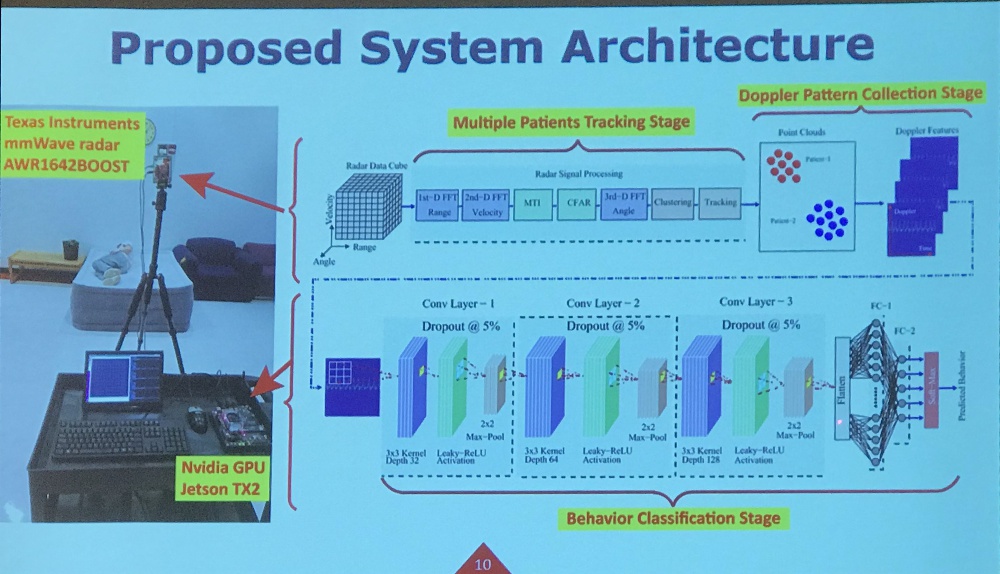 Proposed System Architecture
Texas Instruments
mmWave radar
AWR1642BOOST
Multiple Patients Tracking Stage
Doppler Pattern Collection Stage
Radar Data Cube
Velocity
Range
Angle
Radar Signal Processing
1st-D FFT
Range
2nd-D FFT
Velocity
MTI
CFAR
3rd-D FFT
Angle
Clustering
Tracking
Point Clouds
Patient-1
Patient-2
Doppler Features
Doppler
Time
Conv Layer-1
Dropout @ 5%
3x3 Kernel
Depth 32
Leaky-ReLU
Activation
2x2
Max-Pool
Conv Layer-2
Dropout @ 5%
3x3 Kernel
Depth 64
Leaky-ReLU
Activation
2x2
Max-Pool
Conv Layer-3
Dropout @ 5%
3x3 Kernel
Depth 128
Leaky-ReLU
Activation
2x2
Max-Pool
Flatten
FC-1
FC-2
Soft-Max
Predicted Behavior
Nvidia GPU
Jetson TX2
Behavior Classification Stage
10